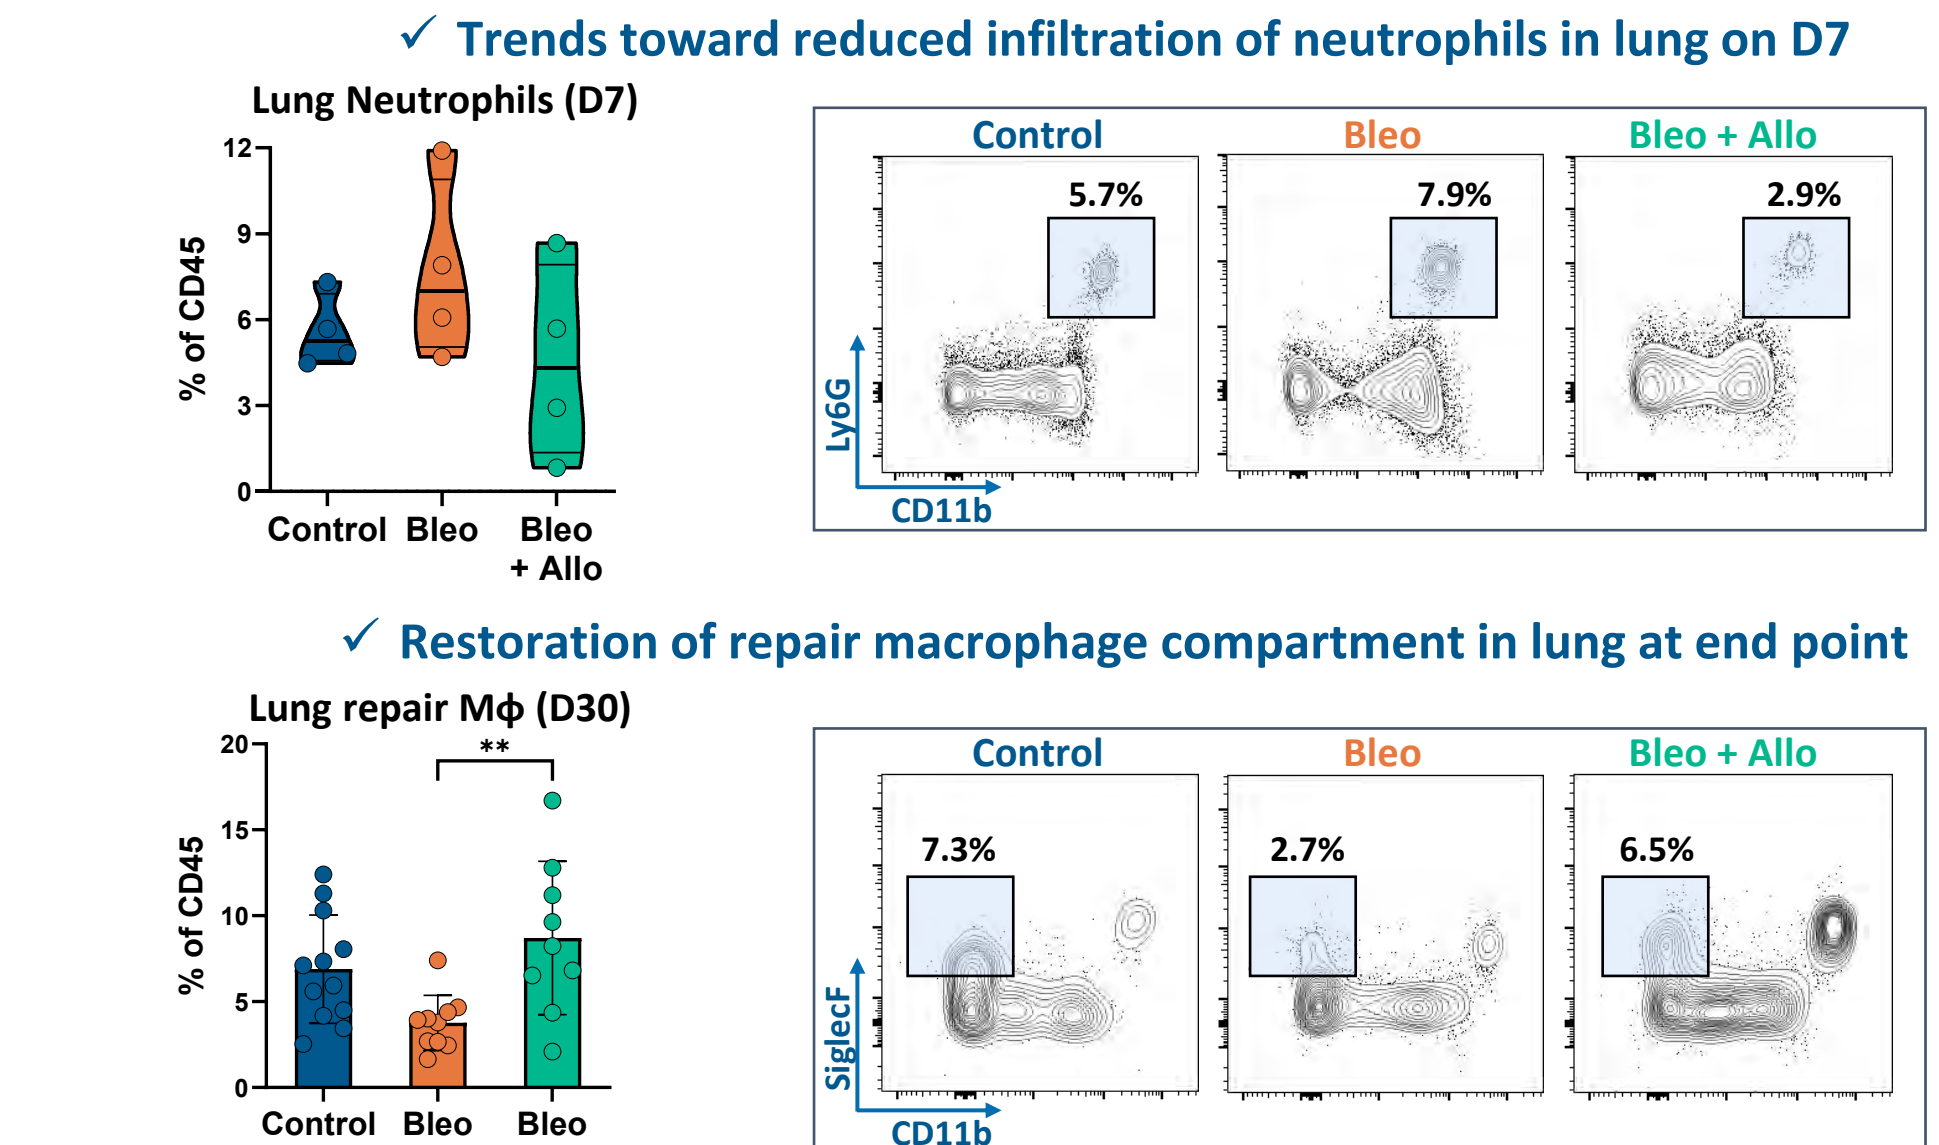 ✓ Trends toward reduced infiltration of neutrophils in lung on D7
Lung Neutrophils (D7)
12
9
6
3
0
% of CD45
Control Bleo Bleo
+ Allo
Control Bleo Bleo + Allo
5.7% 7.9% 2.9%
Ly6G
CD11b
✓ Restoration of repair macrophage compartment in lung at end point
Lung repair Mϕ (D30)
20
15
10
5
0
**
% of CD45
Control Bleo Bleo
Control Bleo Bleo + Allo
7.3% 2.7% 6.5%
SiglecF
CD11b